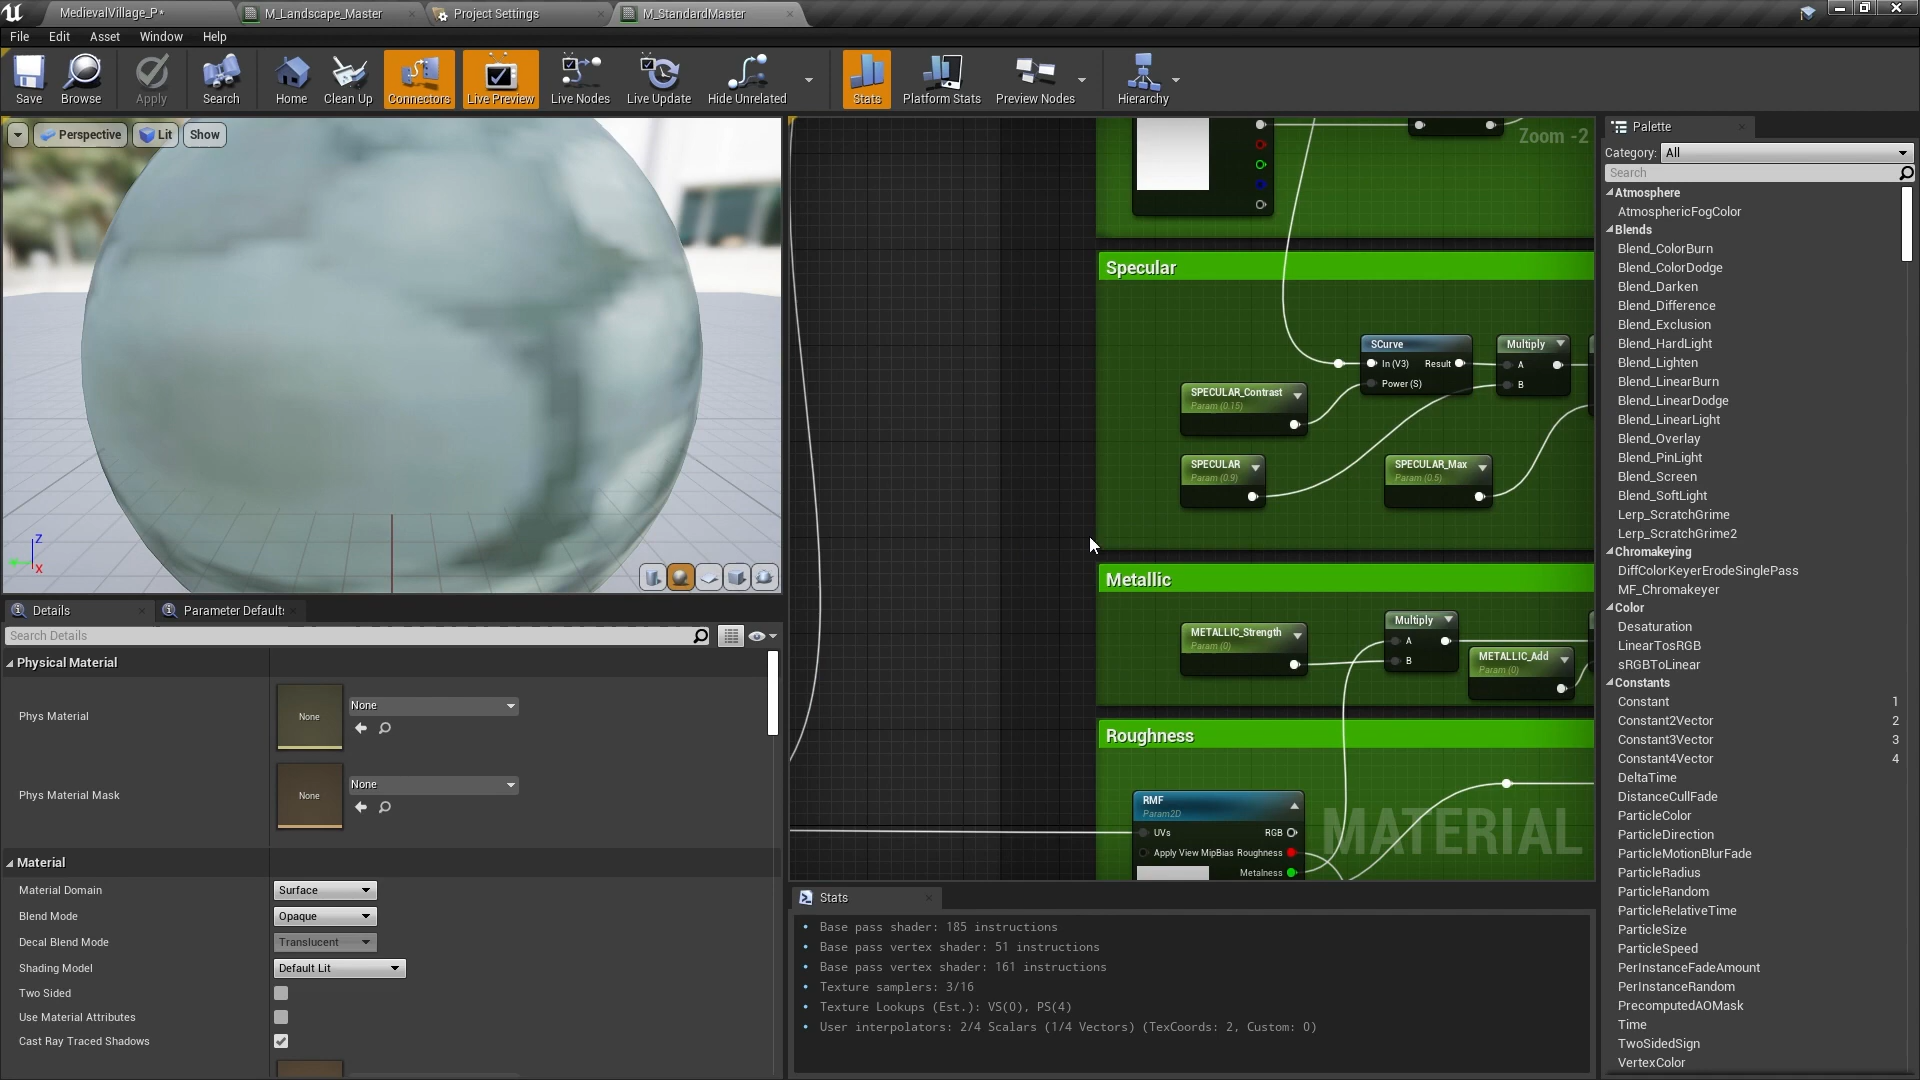 MedievalVillage_P*
M_Landscape_Master
Project Settings
M_StandardMaster
File Edit Asset Window Help
Save
Browse
Apply
Search
Home
Clean Up
Connectors
Live Preview
Live Nodes
Live Update
Hide Unrelated
Stats
Platform Stats
Preview Nodes
Hierarchy
Perspective
Lit
Show
Z
X
Details
Parameter Defaults
Search Details
Physical Material
Phys Material
None
None
Phys Material Mask
None
None
Material
Material Domain
Surface
Blend Mode
Opaque
Decal Blend Mode
Translucent
Shading Model
Default Lit
Two Sided
Use Material Attributes
Cast Ray Traced Shadows
Zoom -2
Specular
SCurve
In (V3)
Result
Power (S)
Multiply
A
B
SPECULAR_Contrast
Param (0.15)
SPECULAR
Param (0.9)
SPECULAR_Max
Param (0.5)
Metallic
METALLIC_Strength
Param (0)
Multiply
A
B
METALLIC_Add
Param (0)
Roughness
RMF
Param2D
UVs
RGB
Apply View MipBias
Roughness
Metalness
MATERIAL
Stats
• Base pass shader: 185 instructions
• Base pass vertex shader: 51 instructions
• Base pass vertex shader: 161 instructions
• Texture samplers: 3/16
• Texture Lookups (Est.): VS(0), PS(4)
• User interpolators: 2/4 Scalars (1/4 Vectors) (TexCoords: 2, Custom: 0)
Palette
Category: All
Search
Atmosphere
AtmosphericFogColor
Blends
Blend_ColorBurn
Blend_ColorDodge
Blend_Darken
Blend_Difference
Blend_Exclusion
Blend_HardLight
Blend_Lighten
Blend_LinearBurn
Blend_LinearDodge
Blend_LinearLight
Blend_Overlay
Blend_PinLight
Blend_Screen
Blend_SoftLight
Lerp_ScratchGrime
Lerp_ScratchGrime2
Chromakeying
DiffColorKeyerErodeSinglePass
MF_Chromakeyer
Color
Desaturation
LinearTosRGB
sRGBToLinear
Constants
Constant 1
Constant2Vector 2
Constant3Vector 3
Constant4Vector 4
DeltaTime
DistanceCullFade
ParticleColor
ParticleDirection
ParticleMotionBlurFade
ParticleRadius
ParticleRandom
ParticleRelativeTime
ParticleSize
ParticleSpeed
PerInstanceFadeAmount
PerInstanceRandom
PrecomputedAOMask
Time
TwoSidedSign
VertexColor